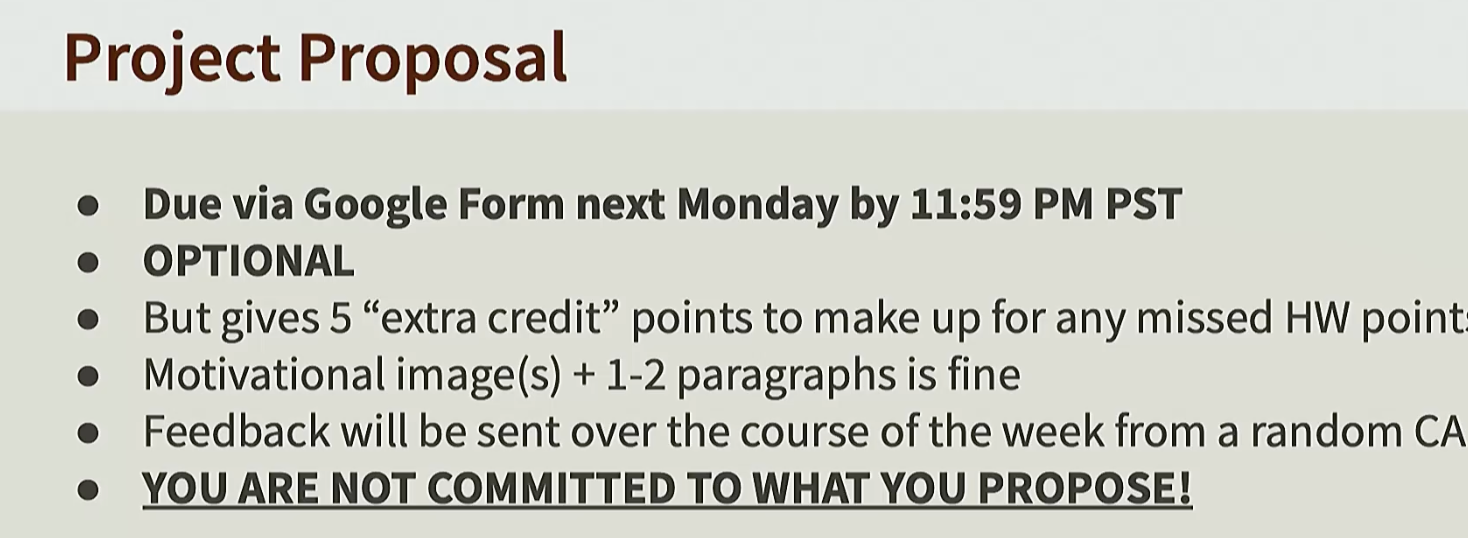 Project Proposal
● Due via Google Form next Monday by 11:59 PM PST
● OPTIONAL
● But gives 5 “extra credit” points to make up for any missed HW points
● Motivational image(s) + 1-2 paragraphs is fine
● Feedback will be sent over the course of the week from a random CA
● YOU ARE NOT COMMITTED TO WHAT YOU PROPOSE!